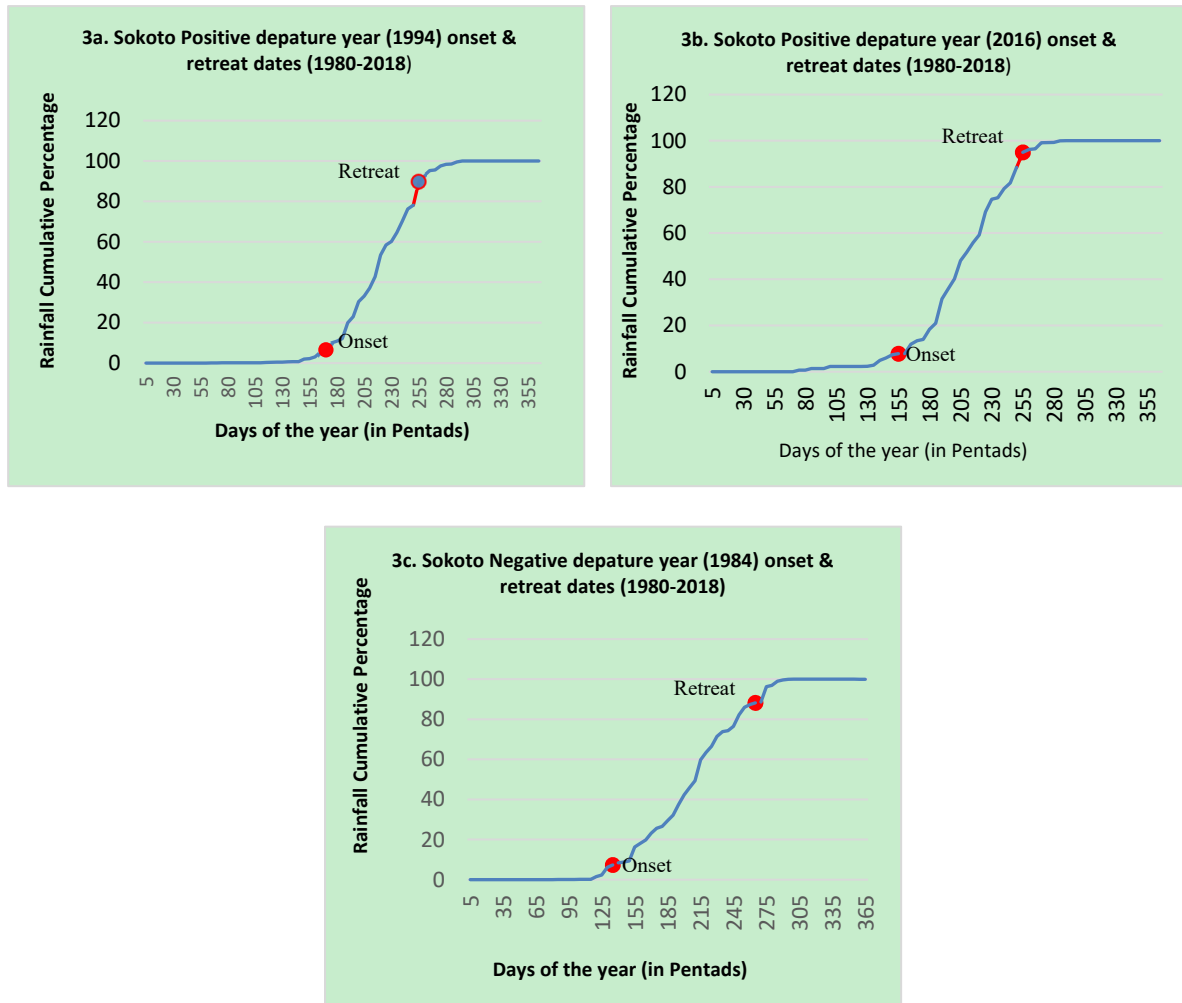 3a. Sokoto Positive depature year (1994) onset &
retreat dates (1980-2018)
Rainfall Cumulative Percentage
120
100
80
60
40
20
0
Retreat
Onset
5 30 55 80 105 130 155 180 205 230 255 280 305 330 355
Days of the year (in Pentads)
3b. Sokoto Positive depature year (2016) onset &
retreat dates (1980-2018)
Rainfall Cumulative Percentage
120
100
80
60
40
20
0
Retreat
Onset
5 30 55 80 105 130 155 180 205 230 255 280 305 330 355
Days of the year (in Pentads)
3c. Sokoto Negative depature year (1984) onset &
retreat dates (1980-2018)
Rainfall Cumulative Percentage
120
100
80
60
40
20
0
Retreat
Onset
5 35 65 95 125 155 185 215 245 275 305 335 365
Days of the year (in Pentads)